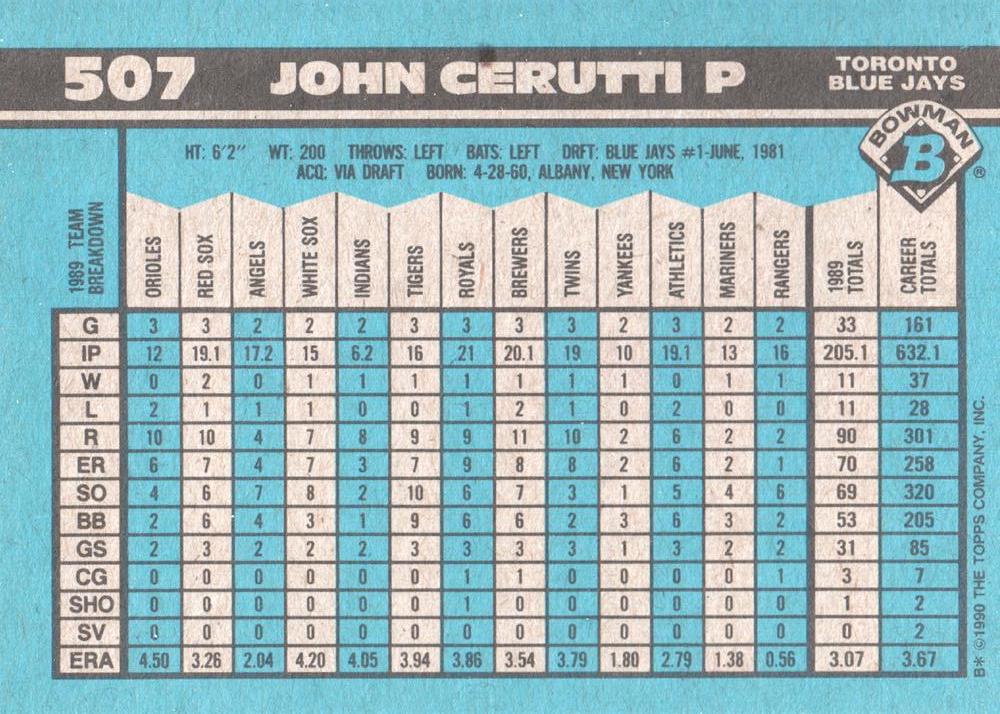 507 JOHN CERUTTI P TORONTO BLUE JAYS
BOWMAN B ®
HT: 6'2" WT: 200 THROWS: LEFT BATS: LEFT DRFT: BLUE JAYS #1-JUNE, 1981
ACQ: VIA DRAFT BORN: 4-28-60, ALBANY, NEW YORK
1989 TEAM BREAKDOWN ORIOLES RED SOX ANGELS WHITE SOX INDIANS TIGERS ROYALS BREWERS TWINS YANKEES ATHLETICS MARINERS RANGERS 1989 TOTALS CAREER TOTALS
G 3 3 2 2 2 3 3 3 3 2 3 2 2 33 161
IP 12 19.1 17.2 15 6.2 16 21 20.1 19 10 19.1 13 16 205.1 632.1
W 0 2 0 1 1 1 1 1 1 1 0 1 1 11 37
L 2 1 1 1 0 0 1 2 1 0 2 0 0 11 28
R 10 10 4 7 8 9 9 11 10 2 6 2 2 90 301
ER 6 7 4 7 3 7 9 8 8 2 6 2 1 70 258
SO 4 6 7 8 2 10 6 7 3 1 5 4 6 69 320
BB 2 6 4 3 1 9 6 6 2 3 6 3 2 53 205
GS 2 3 2 2 2 3 3 3 3 1 3 2 2 31 85
CG 0 0 0 0 0 0 1 1 0 0 0 0 1 3 7
SHO 0 0 0 0 0 0 1 0 0 0 0 0 0 1 2
SV 0 0 0 0 0 0 0 0 0 0 0 0 0 0 2
ERA 4.50 3.26 2.04 4.20 4.05 3.94 3.86 3.54 3.79 1.80 2.79 1.38 0.56 3.07 3.67
B* ©1990 THE TOPPS COMPANY, INC.